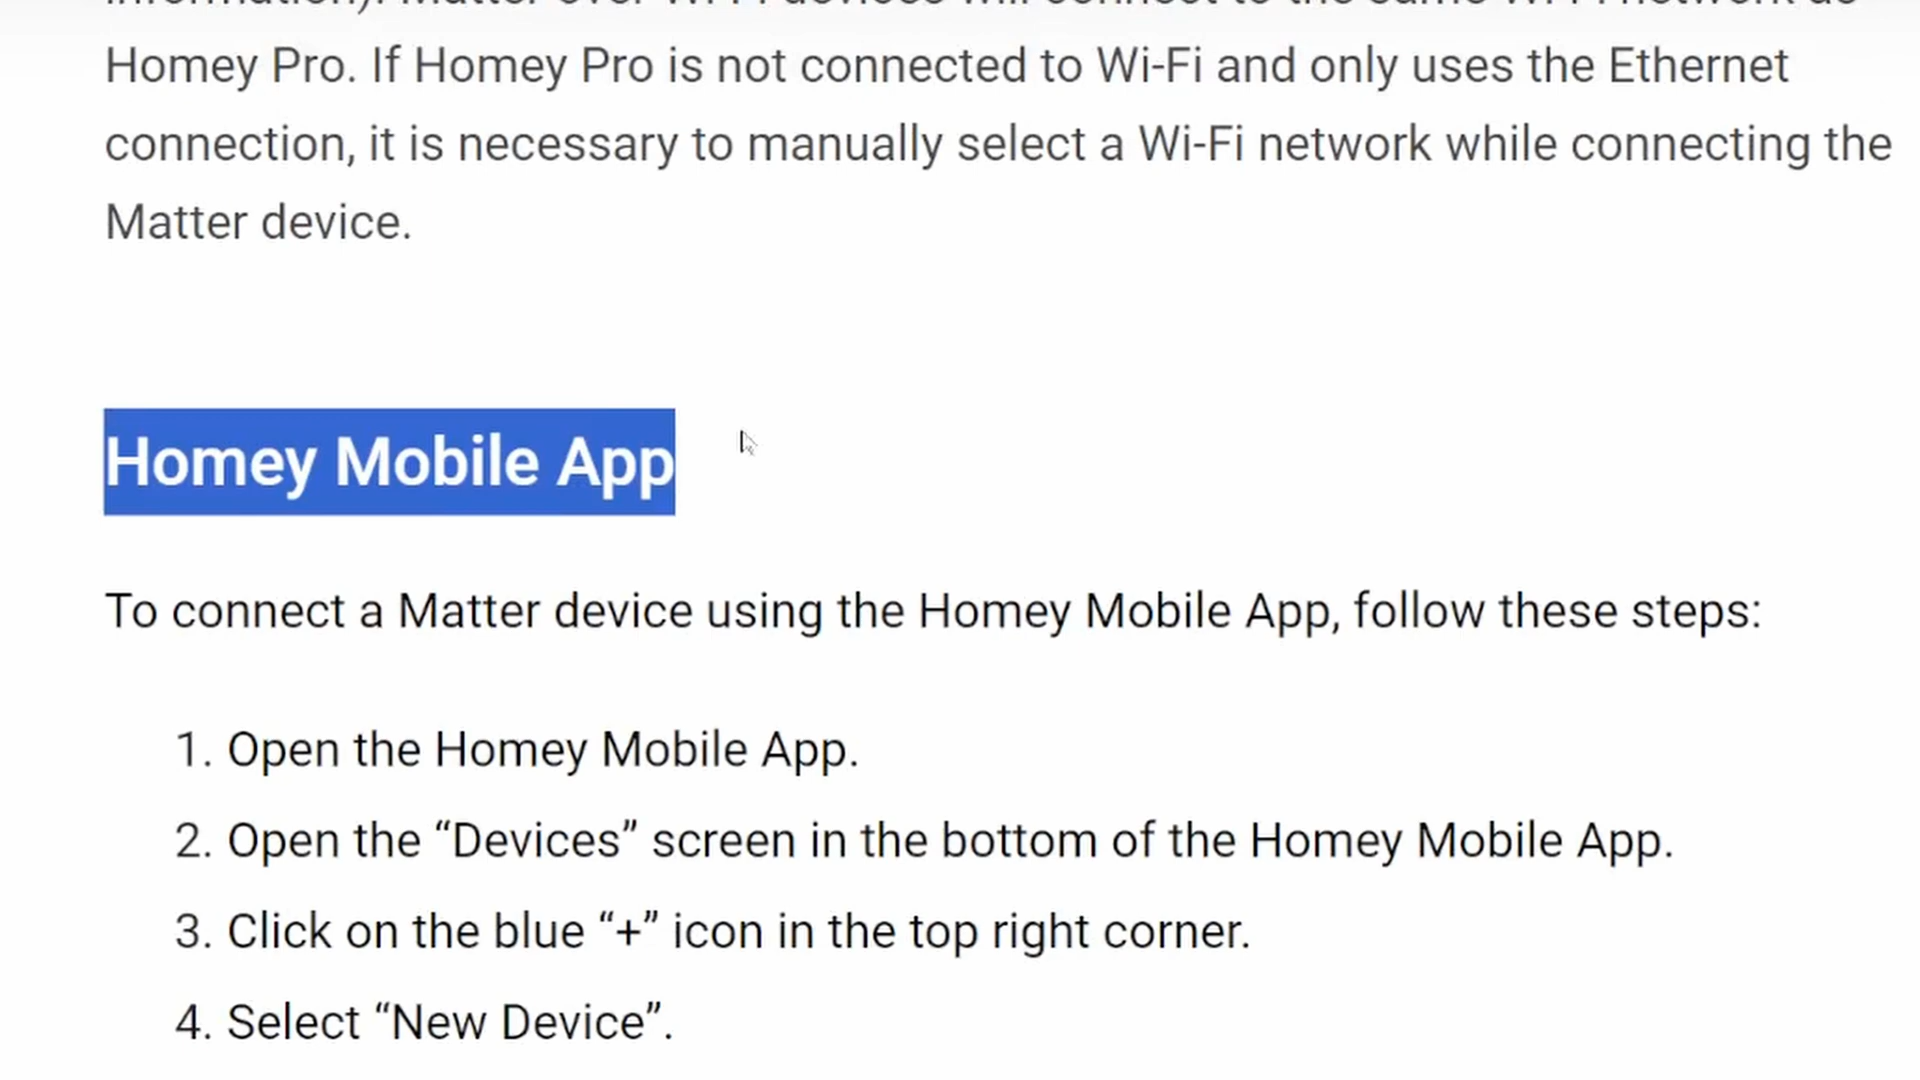 Homey Pro. If Homey Pro is not connected to Wi-Fi and only uses the Ethernet
connection, it is necessary to manually select a Wi-Fi network while connecting the
Matter device.
Homey Mobile App
To connect a Matter device using the Homey Mobile App, follow these steps:
1. Open the Homey Mobile App.
2. Open the “Devices” screen in the bottom of the Homey Mobile App.
3. Click on the blue “+” icon in the top right corner.
4. Select “New Device”.